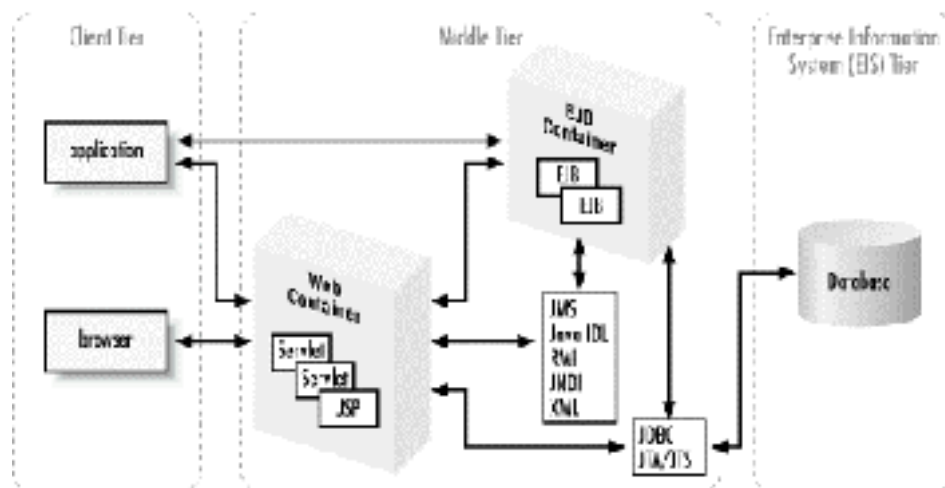 Client Tier
Middle Tier
Enterprise Information
System (EIS) Tier
application
EJB
Container
EJB
EJB
Web
Container
Servlet
Servlet
JSP
browser
JMS
Java IDL
RMI
JNDI
XML
JDBC
JTA/JTS
Database